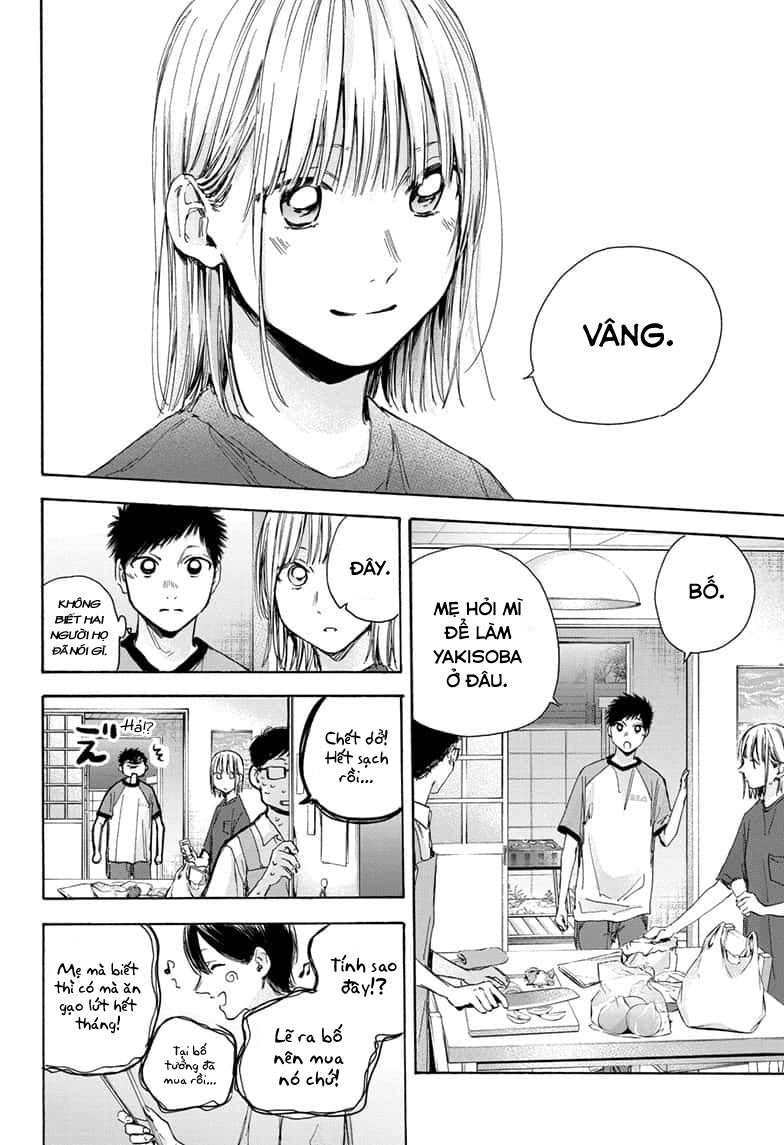 VÂNG.
BỐ.
MẸ HỎI MÌ
ĐỂ LÀM
YAKISOBA
Ở ĐÂU.
ĐÂY.
KHÔNG
BIẾT HAI
NGƯỜI HỌ
ĐÃ NÓI GÌ.
Chết dở!
Hết sạch
rồi...
Hả!?
Tính sao
đây!?
Lẽ ra bố
nên mua
nó chứ!
Tại bố
tưởng đã
mua rồi...
Mẹ mà biết
thì có mà ăn
gạo lứt hết
tháng!